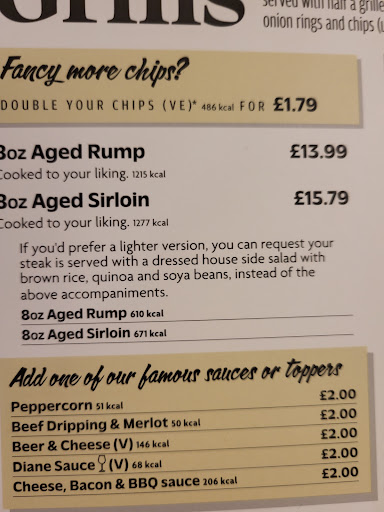 Grills
served with half a grille
onion rings and chips (u
Fancy more chips?
DOUBLE YOUR CHIPS (VE)* 486 kcal FOR £1.79
8oz Aged Rump £13.99
Cooked to your liking. 1215 kcal
8oz Aged Sirloin £15.79
Cooked to your liking. 1277 kcal
If you'd prefer a lighter version, you can request your
steak is served with a dressed house side salad with
brown rice, quinoa and soya beans, instead of the
above accompaniments.
8oz Aged Rump 610 kcal
8oz Aged Sirloin 671 kcal
Add one of our famous sauces or toppers
Peppercorn 51 kcal £2.00
Beef Dripping & Merlot 50 kcal £2.00
Beer & Cheese (V) 146 kcal £2.00
Diane Sauce (V) 68 kcal £2.00
Cheese, Bacon & BBQ sauce 206 kcal £2.00